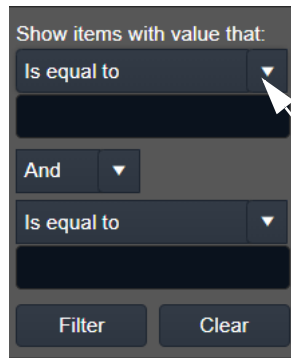 Show items with value that:
Is equal to
And
Is equal to
Filter Clear